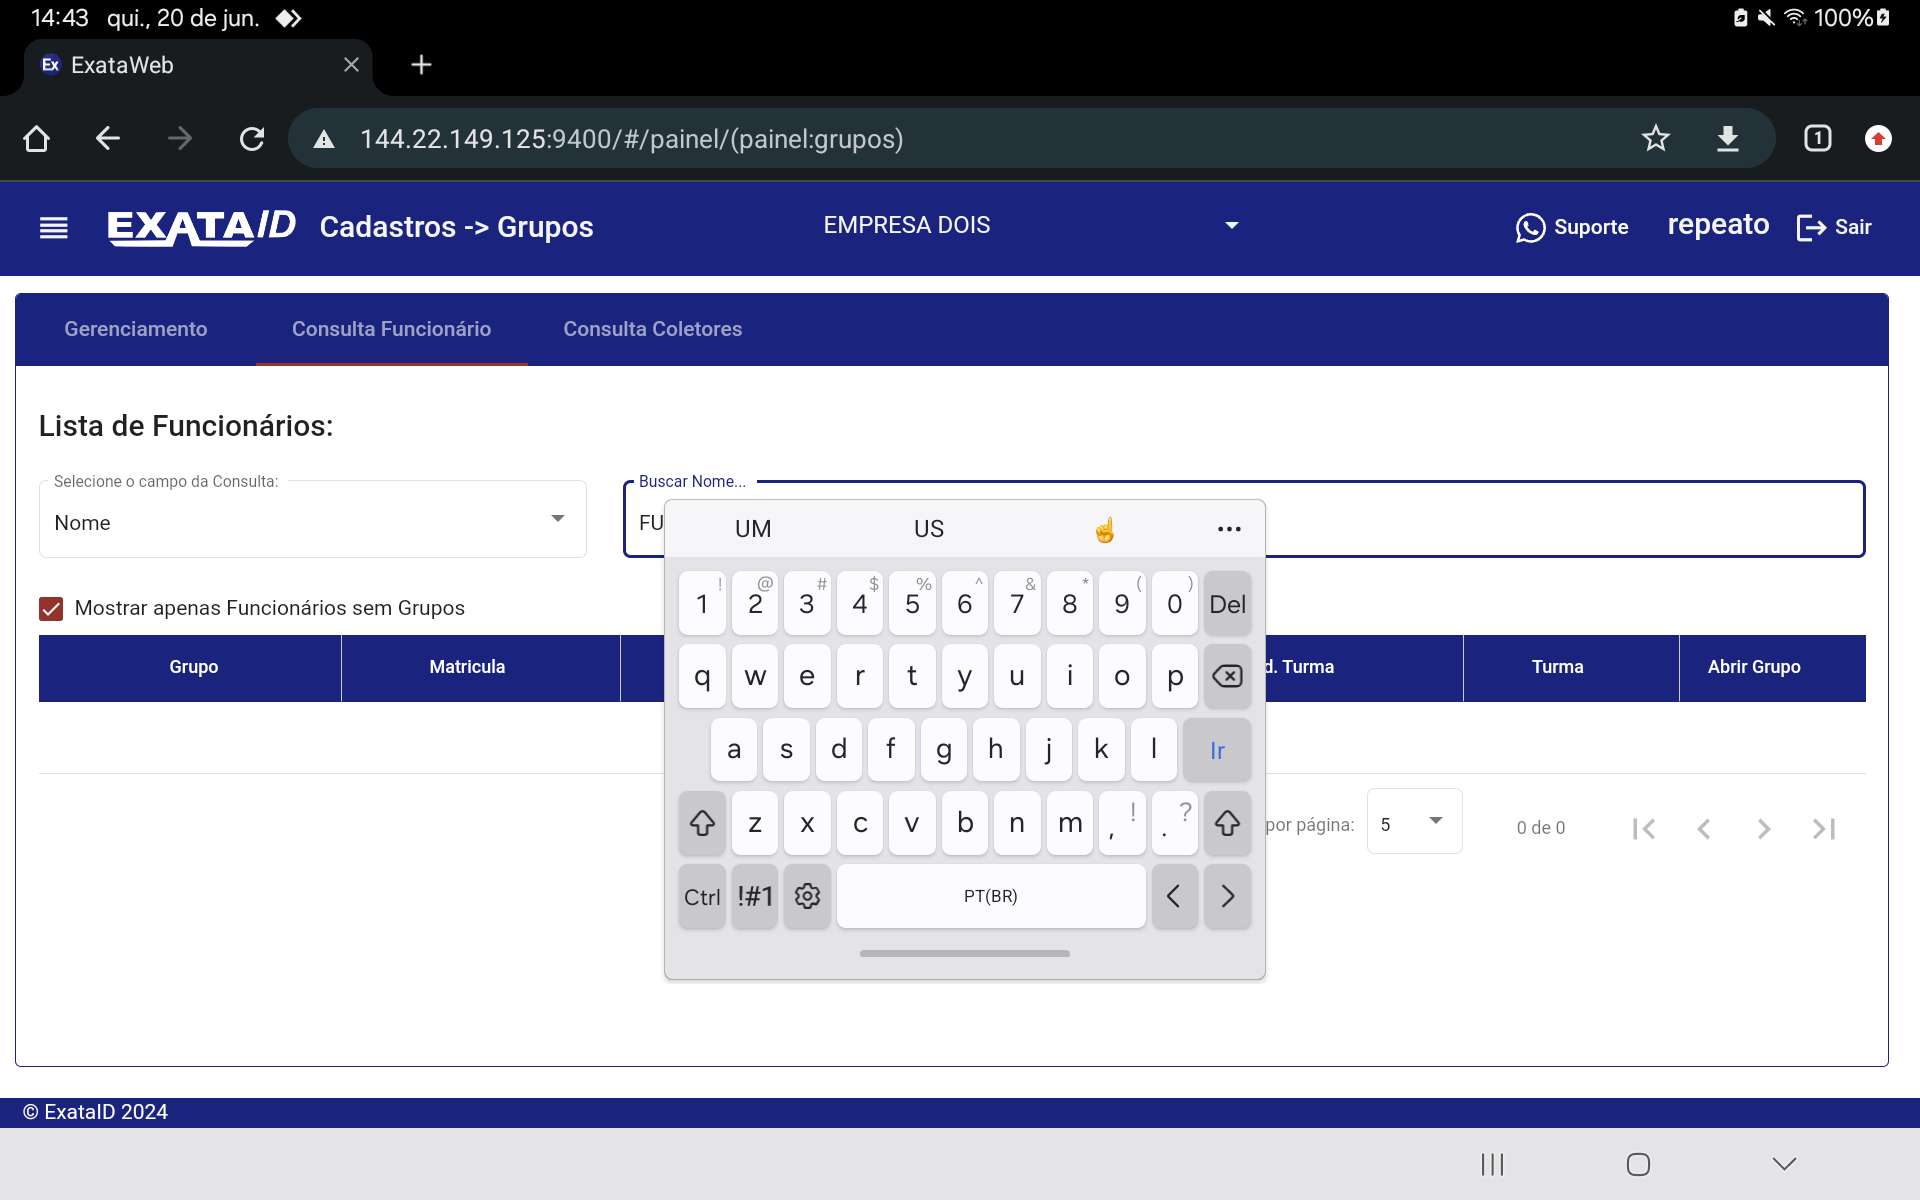 14:43 qui., 20 de jun. 100%
Ex ExataWeb
144.22.149.125:9400/#/painel/(painel:grupos) 1
EXATAID Cadastros -> Grupos EMPRESA DOIS Suporte repeato Sair
Gerenciamento Consulta Funcionário Consulta Coletores
Lista de Funcionários:
Selecione o campo da Consulta: Buscar Nome...
Nome FU
UM US ☝ •••
Mostrar apenas Funcionários sem Grupos
! @ # $ % ^ & * ( )
1 2 3 4 5 6 7 8 9 0 Del
Grupo Matricula d. Turma Turma Abrir Grupo
q w e r t y u i o p
a s d f g h j k l Ir
z x c v b n m , ! . ?
por página: 5 0 de 0
Ctrl !#1 PT(BR)
© ExataID 2024